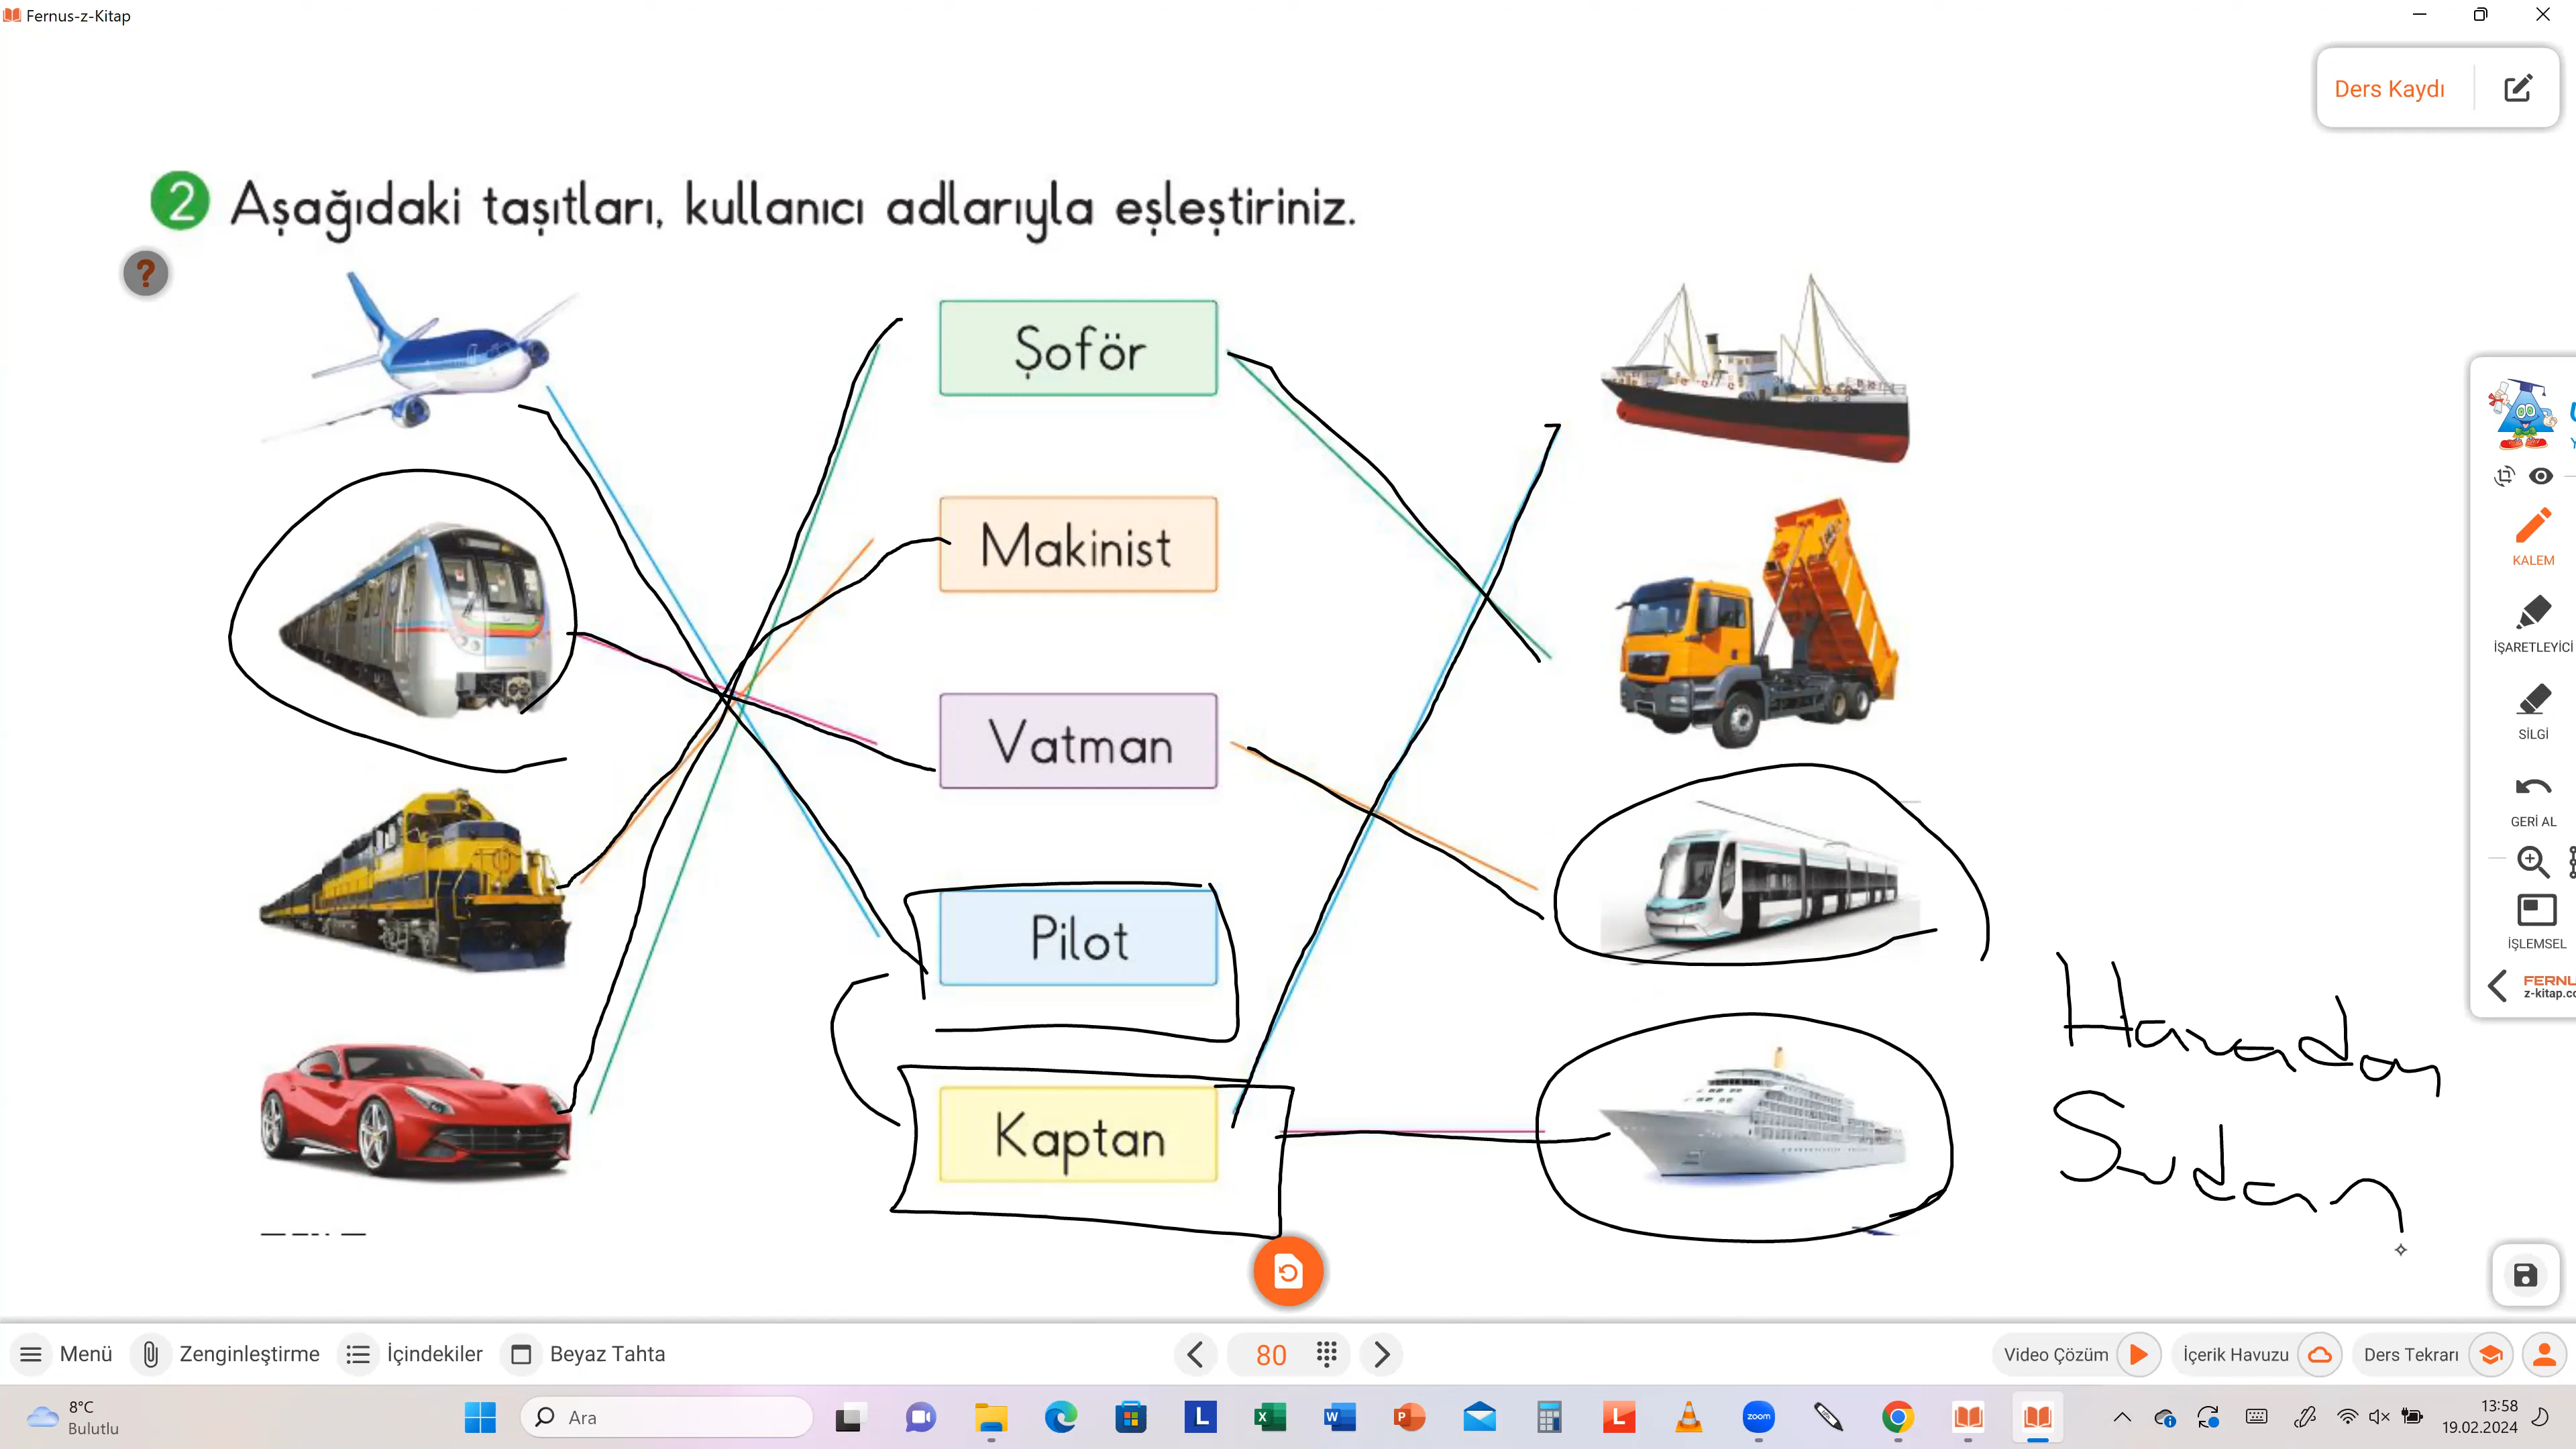 Fernus-z-Kitap
Ders Kaydı
2 Aşağıdaki taşıtları, kullanıcı adlarıyla eşleştiriniz.
?
Şoför
Makinist
Vatman
Pilot
Kaptan
Havadan
Sudan
KALEM
İŞARETLEYİCİ
SİLGİ
GERİ AL
İŞLEMSEL
Menü
Zenginleştirme
İçindekiler
Beyaz Tahta
80
Video Çözüm
İçerik Havuzu
Ders Tekrarı
8°C
Bulutlu
Ara
zoom
13:58
19.02.2024